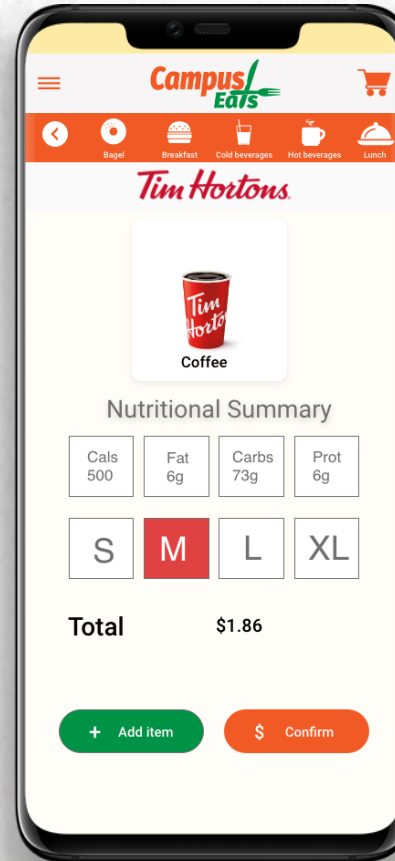 Campus
Eats
Bagel
Breakfast
Cold beverages
Hot beverages
Lunch
Tim Hortons.
Tim
Horto
Coffee
Nutritional Summary
Cals
500
Fat
6g
Carbs
73g
Prot
6g
S
M
L
XL
Total $1.86
+ Add item
$ Confirm